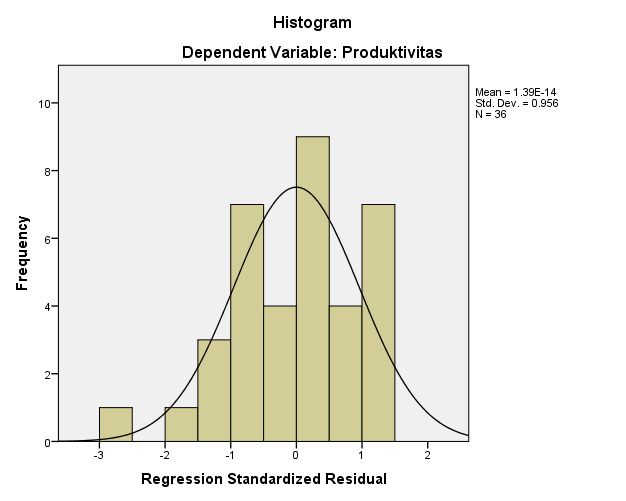 Histogram
Dependent Variable: Produktivitas
Mean = 1.39E-14
Std. Dev. = 0.956
N = 36
Frequency
10
8
6
4
2
0
-3 -2 -1 0 1 2
Regression Standardized Residual